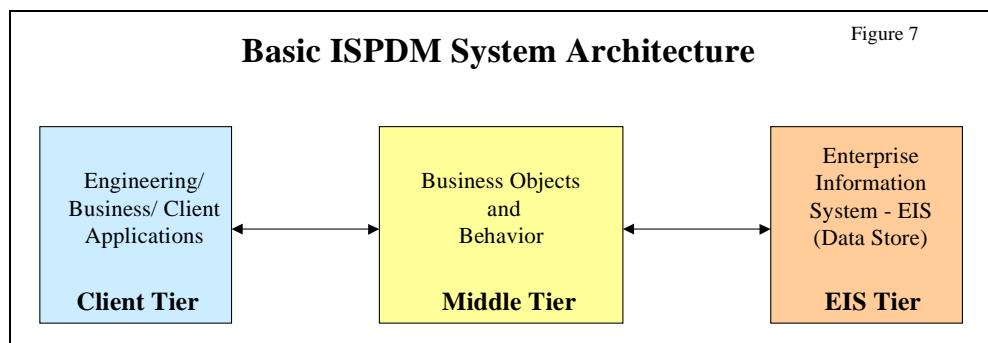 Figure 7
Basic ISPDM System Architecture
Engineering/
Business/ Client
Applications
Client Tier
Business Objects
and
Behavior
Middle Tier
Enterprise
Information
System - EIS
(Data Store)
EIS Tier